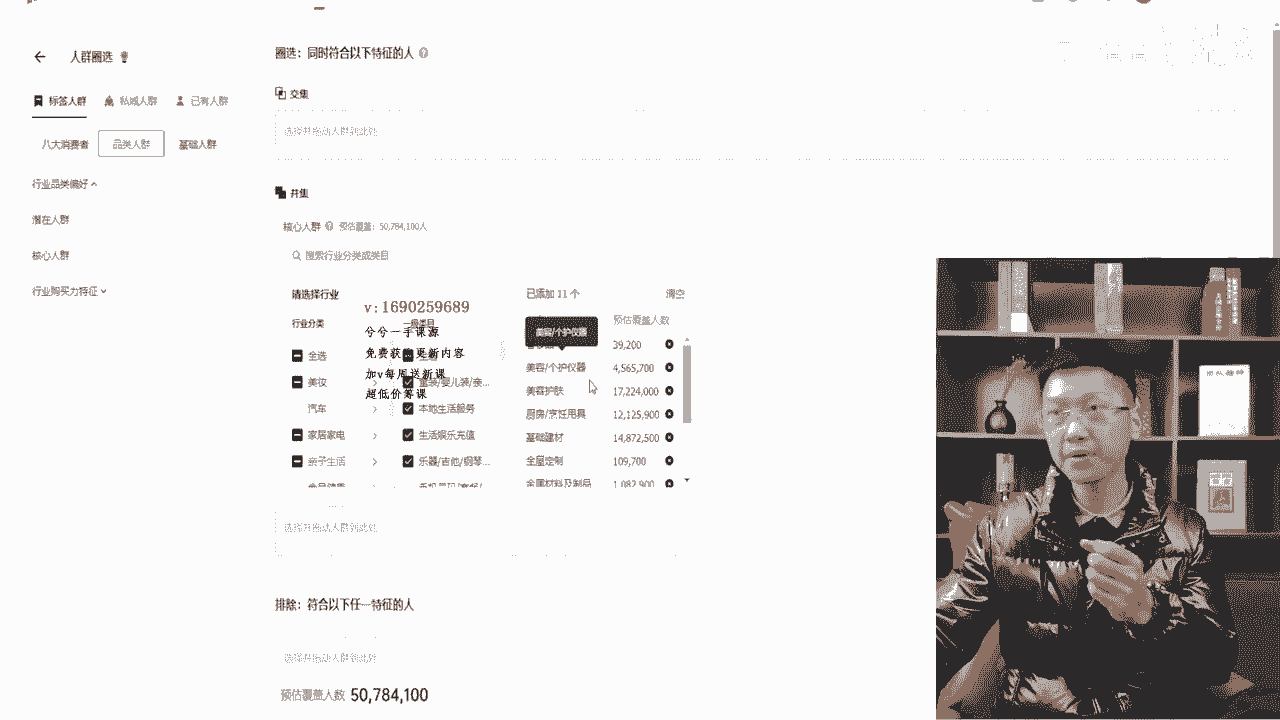 人群圈选
标签人群 私域人群 已有人群
八大消费者 品类人群 基础人群
行业品类偏好
潜在人群
核心人群
行业购买力特征
圈选：同时符合以下特征的人
交集
选择并拖动人群到此处
并集
核心人群 预估覆盖：50,784,100人
搜索行业分类或类目
请选择行业
行业分类
全选
美妆
汽车
家居家电
亲子生活
v:1690259689
兮兮一手课源
免费获取更新内容
加v每周送新课
超低价筹课
童装/婴儿装/亲...
本地生活服务
生活娱乐充值
乐器/吉他/钢琴...
已添加 11 个 清空
预估覆盖人数
美容/个护仪器
39,200
美容/个护仪器 4,565,700
美容护肤 17,224,000
厨房/烹饪用具 12,125,900
基础建材 14,872,500
全屋定制 109,700
金属材料及制品 1,082,900
选择并拖动人群到此处
排除：符合以下任一特征的人
选择并拖动人群到此处
预估覆盖人数 50,784,100